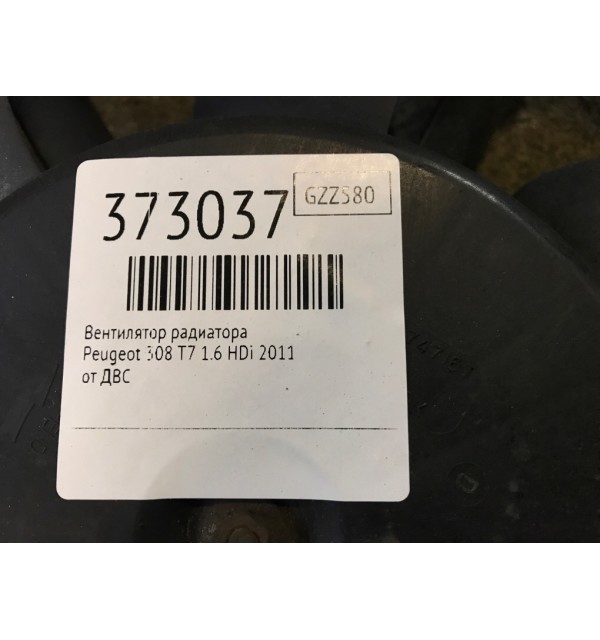 373037
GZZ580
Вентилятор радиатора
Peugeot 308 T7 1.6 HDi 2011
от ДВС